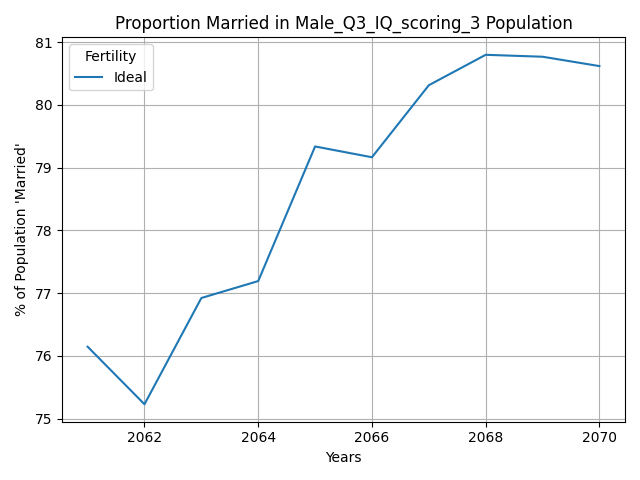 Proportion Married in Male_Q3_IQ_scoring_3 Population
Fertility
Ideal
% of Population 'Married'
81
80
79
78
77
76
75
2062 2064 2066 2068 2070
Years